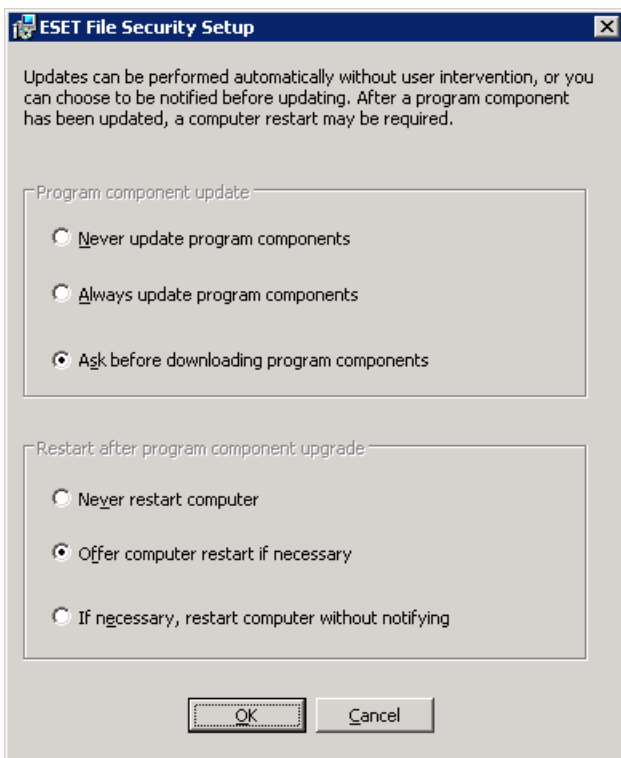 ESET File Security Setup
Updates can be performed automatically without user intervention, or you
can choose to be notified before updating. After a program component
has been updated, a computer restart may be required.
Program component update
Never update program components
Always update program components
Ask before downloading program components
Restart after program component upgrade
Never restart computer
Offer computer restart if necessary
If necessary, restart computer without notifying
OK
Cancel